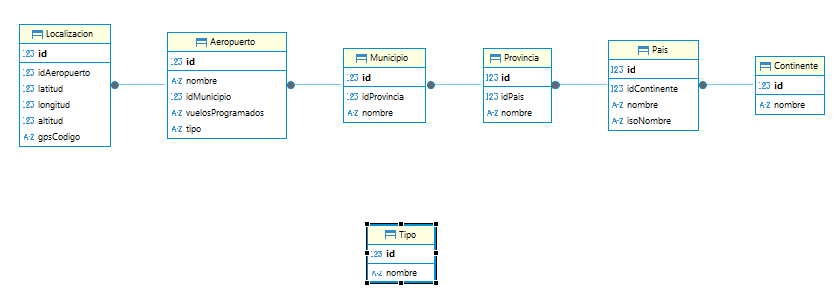 Localizacion
123 id
123 idAeropuerto
123 latitud
123 longitud
123 altitud
A-Z gpsCodigo
Aeropuerto
123 id
A-Z nombre
123 idMunicipio
A-Z vuelosProgramados
A-Z tipo
Municipio
123 id
123 idProvincia
A-Z nombre
Provincia
123 id
123 idPais
A-Z nombre
Pais
123 id
123 idContinente
A-Z nombre
A-Z isoNombre
Continente
123 id
A-Z nombre
Tipo
123 id
A-Z nombre